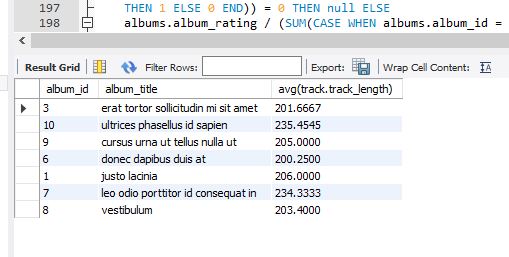 197 THEN 1 ELSE 0 END)) = 0 THEN null ELSE
198 albums.album_rating / (SUM(CASE WHEN albums.album_id =
Result Grid Filter Rows: Export: Wrap Cell Content: IA
album_id album_title avg(track.track_length)
3 erat tortor sollicitudin mi sit amet 201.6667
10 ultrices phasellus id sapien 235.4545
9 cursus urna ut tellus nulla ut 205.0000
6 donec dapibus duis at 200.2500
1 justo lacinia 206.0000
7 leo odio porttitor id consequat in 234.3333
8 vestibulum 203.4000